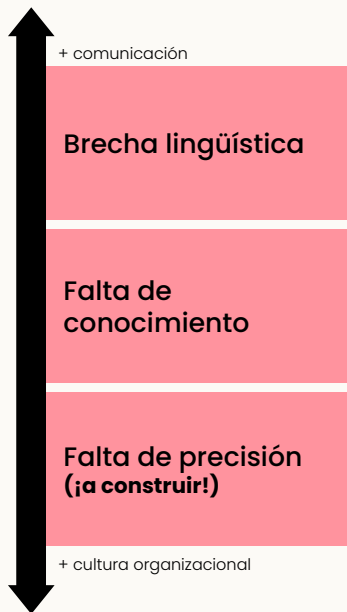 + comunicación
Brecha lingüística
Falta de
conocimiento
Falta de precisión
(¡a construir!)
+ cultura organizacional